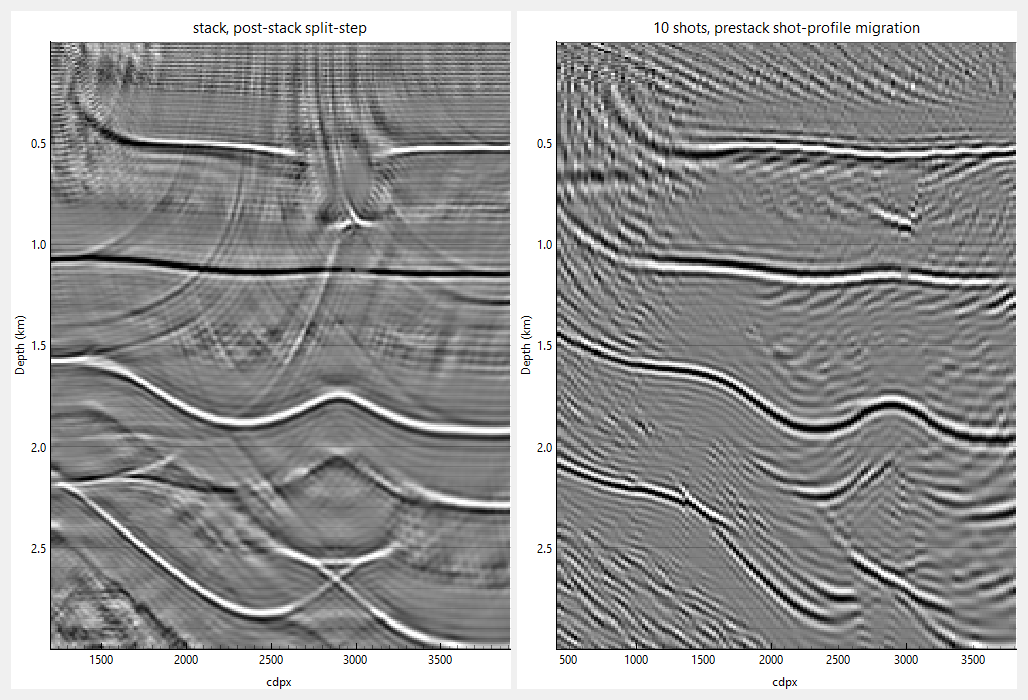 stack, post-stack split-step
0.5
1.0
1.5
2.0
2.5
Depth (km)
1500 2000 2500 3000 3500
cdpx
10 shots, prestack shot-profile migration
0.5
1.0
1.5
2.0
2.5
Depth (km)
500 1000 1500 2000 2500 3000 3500
cdpx